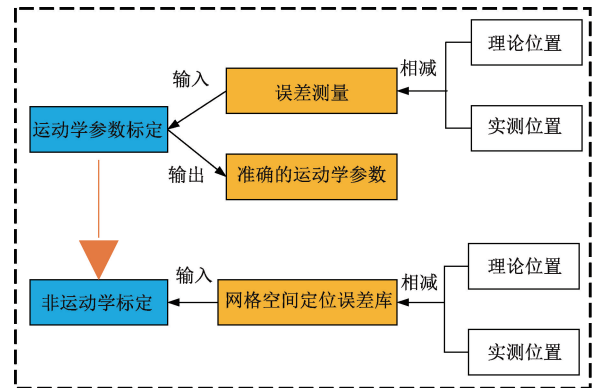 理论位置
相减
输入
误差测量
运动学参数标定
实测位置
输出
准确的运动学参数
理论位置
输入
相减
非运动学标定
网格空间定位误差库
实测位置